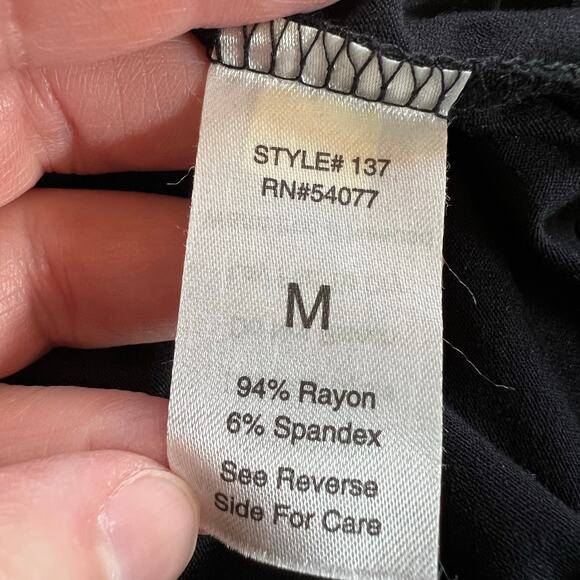 STYLE# 137
RN#54077
M
94% Rayon
6% Spandex
See Reverse
Side For Care